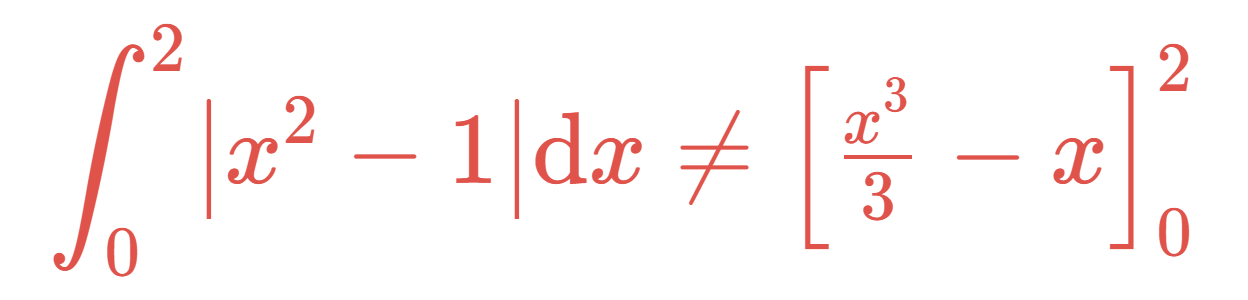 ∫₀² |x² − 1|dx ≠ [x³/3 − x]₀²